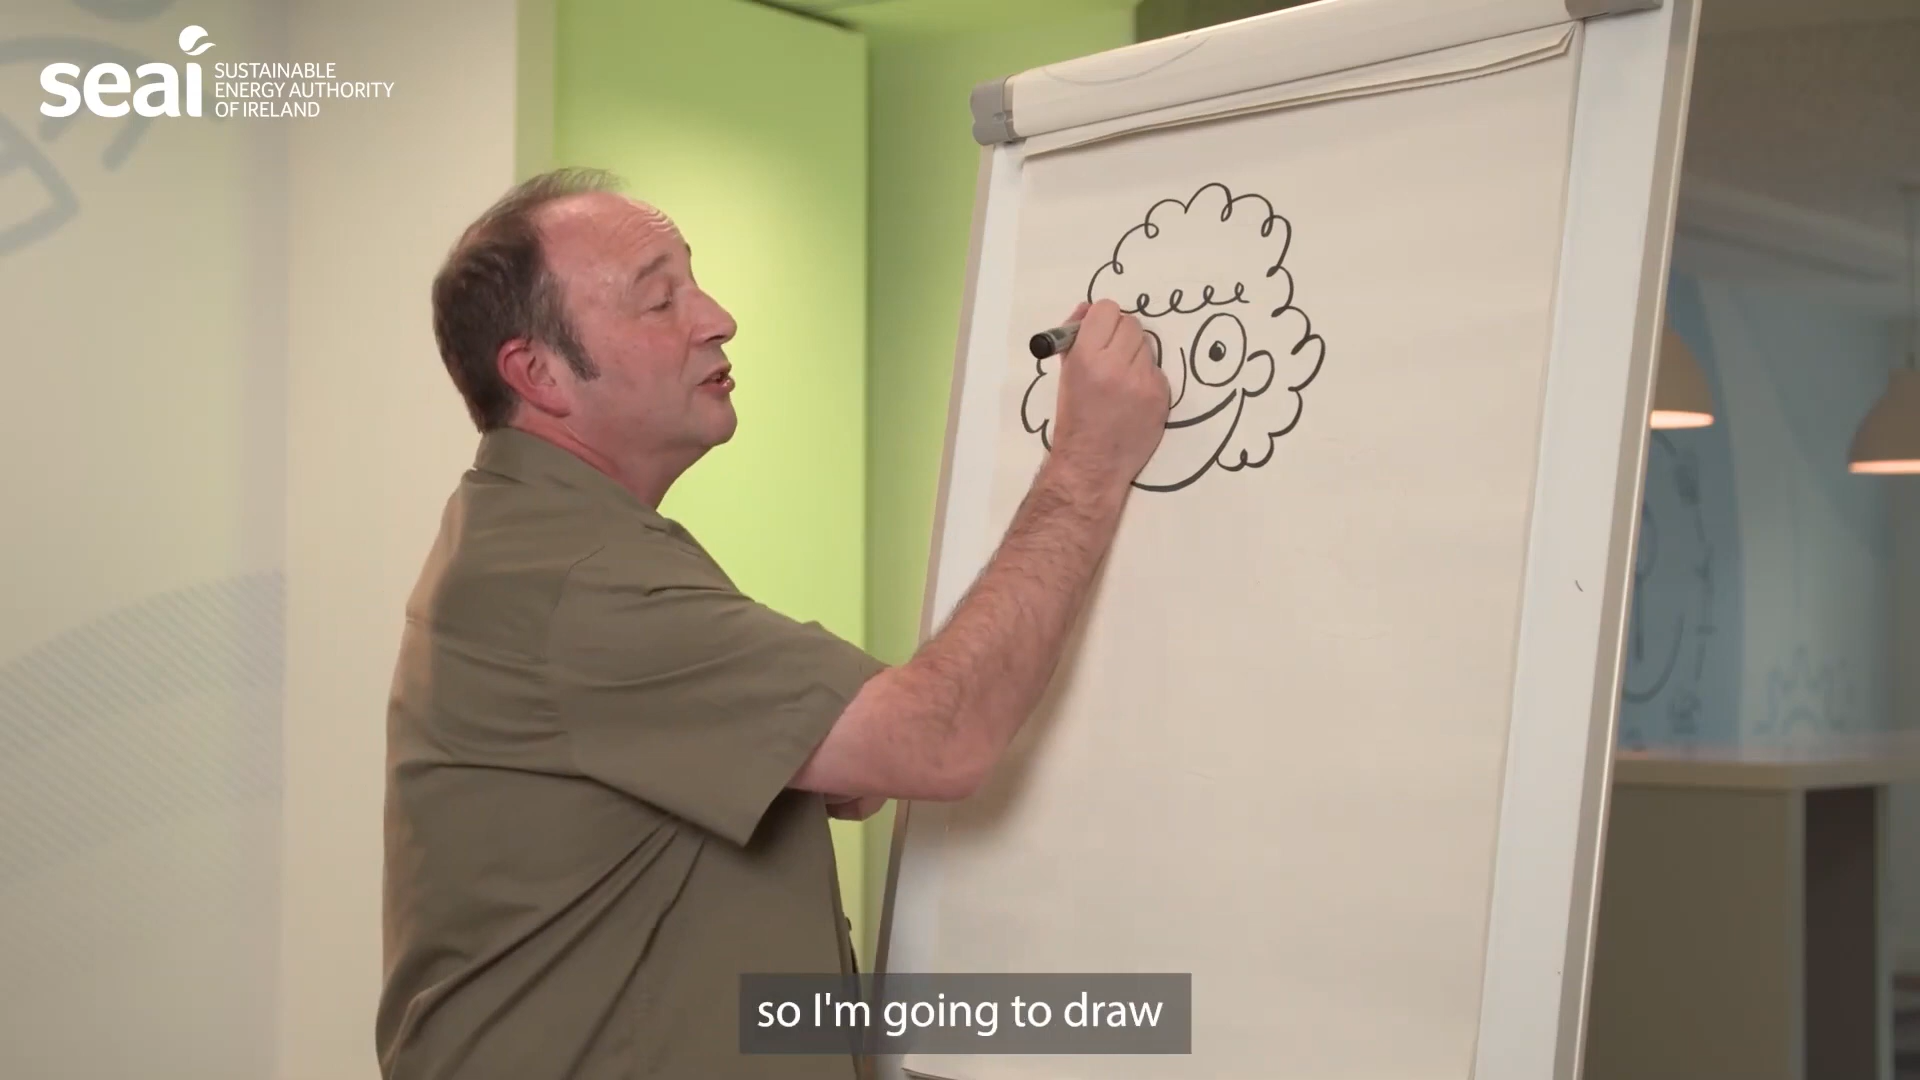 seai SUSTAINABLE
ENERGY AUTHORITY
OF IRELAND
so I'm going to draw